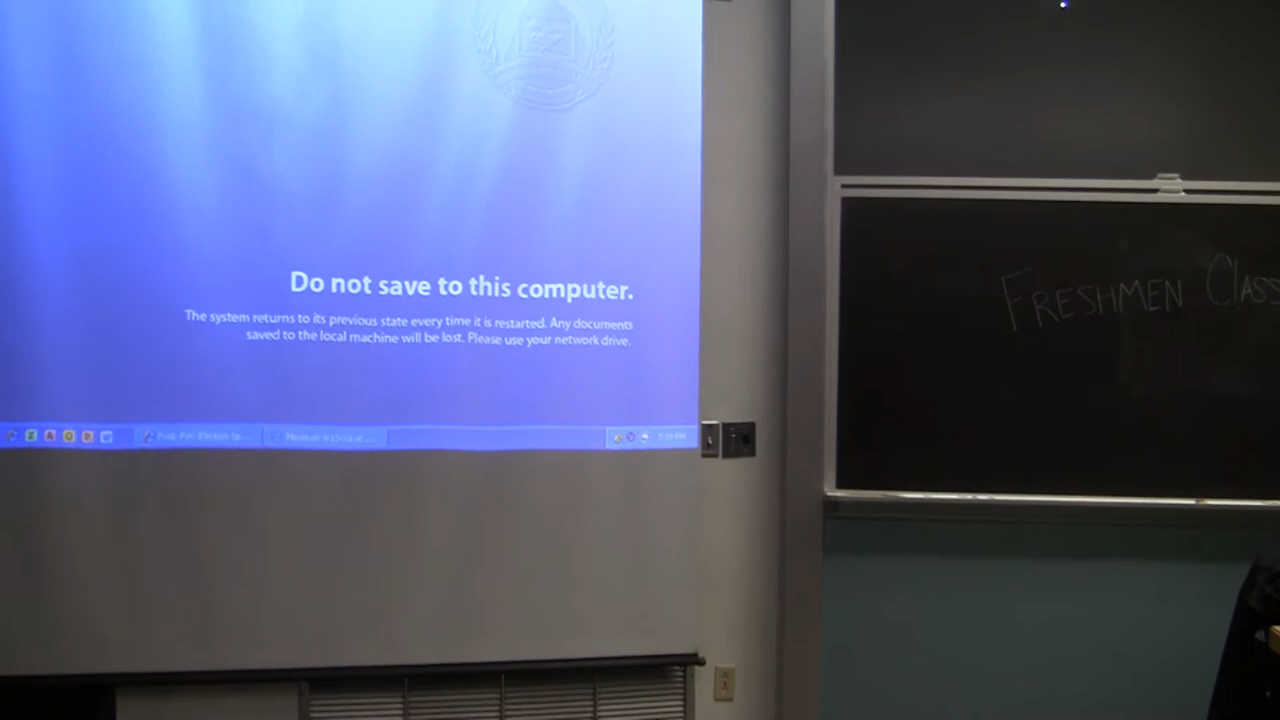 Do not save to this computer.
The system returns to its previous state every time it is restarted. Any documents
saved to the local machine will be lost. Please use your network drive.
FRESHMEN CLASS